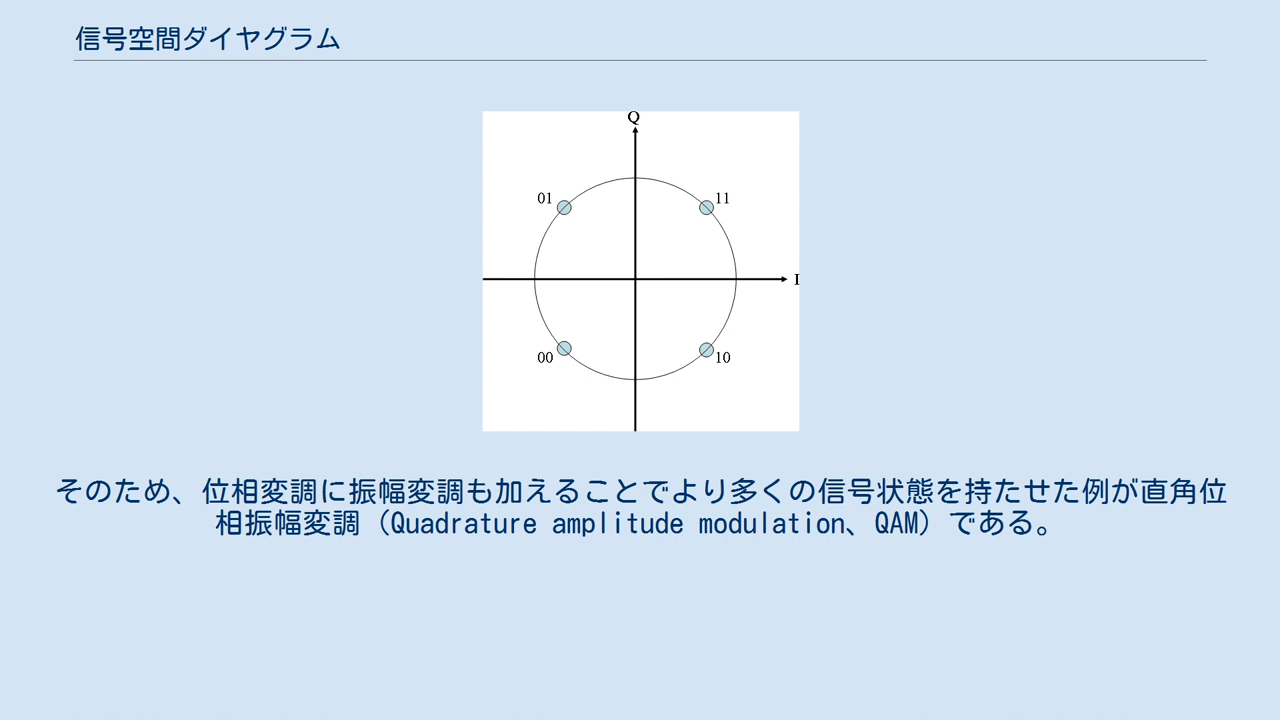 信号空間ダイヤグラム
Q
01
11
I
00
10
そのため、位相変調に振幅変調も加えることでより多くの信号状態を持たせた例が直角位
相振幅変調（Quadrature amplitude modulation、QAM）である。